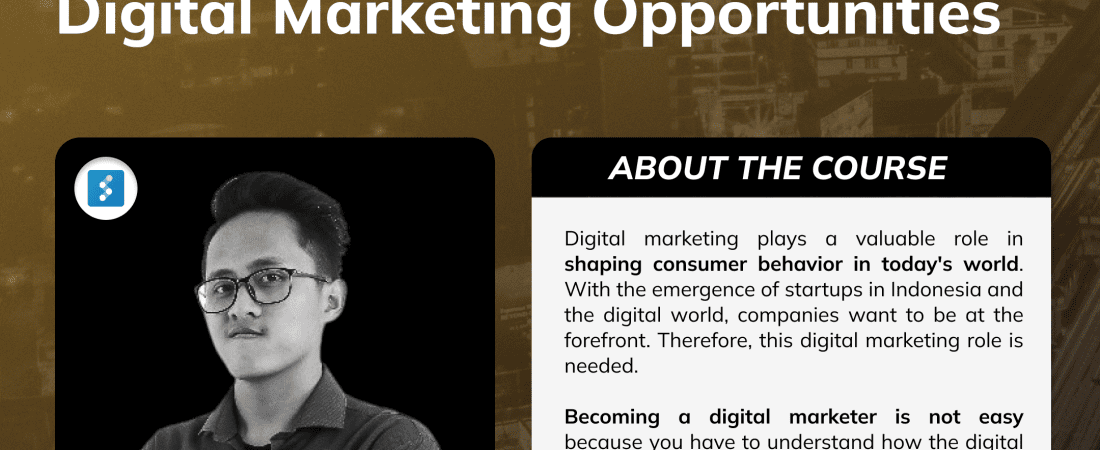 Digital Marketing Opportunities
ABOUT THE COURSE
Digital marketing plays a valuable role in
shaping consumer behavior in today's world.
With the emergence of startups in Indonesia and
the digital world, companies want to be at the
forefront. Therefore, this digital marketing role is
needed.
Becoming a digital marketer is not easy
because you have to understand how the digital